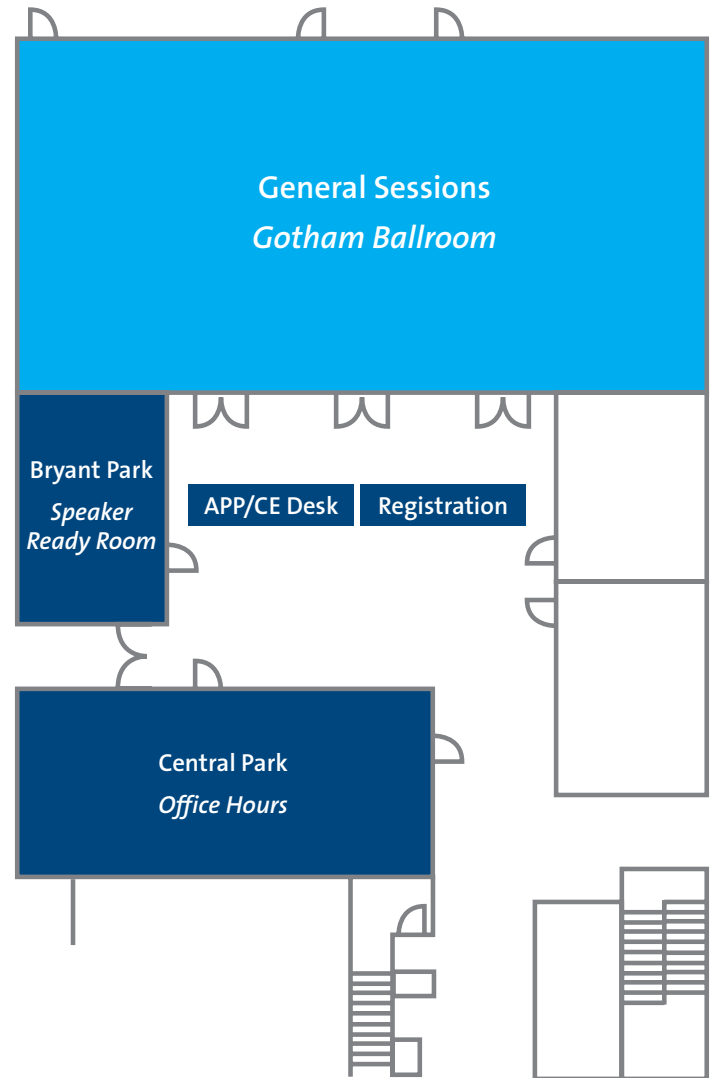 General Sessions
Gotham Ballroom
Bryant Park
Speaker
Ready Room
APP/CE Desk
Registration
Central Park
Office Hours